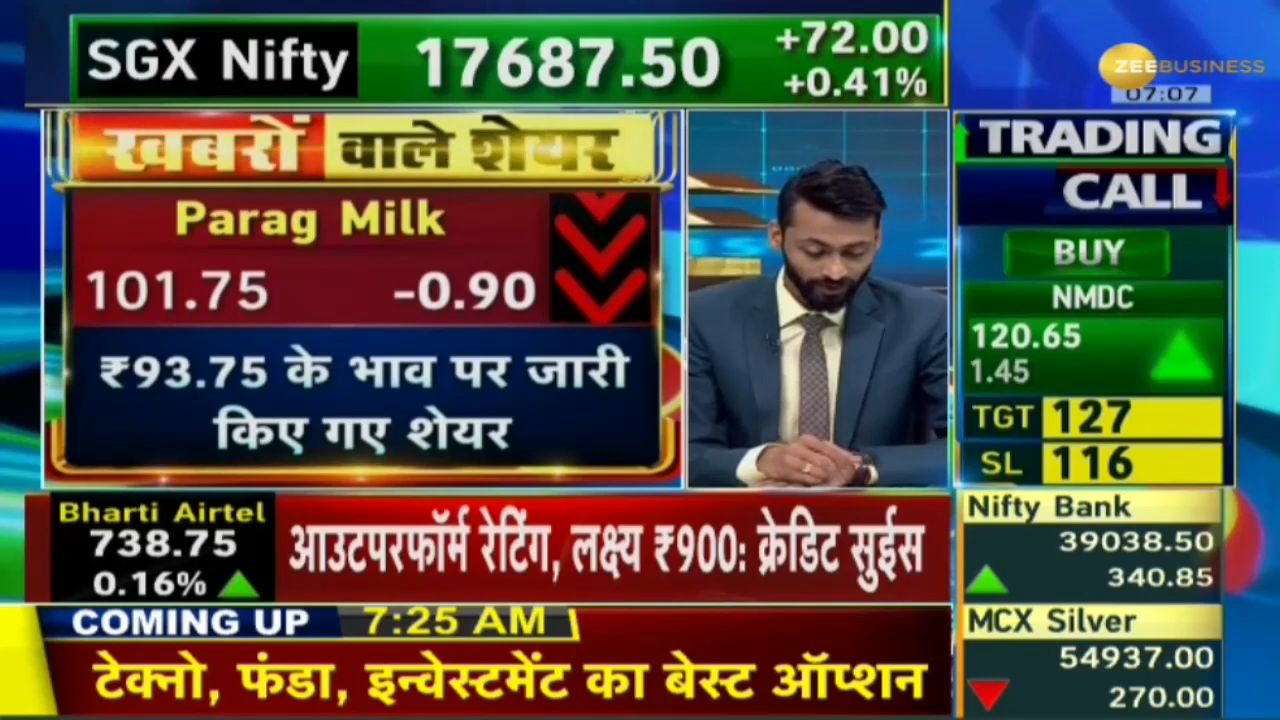 SGX Nifty 17687.50 +72.00
+0.41%
ZEEBUSINESS
07:07
खबरों वाले शेयर
Parag Milk
101.75 -0.90
₹93.75 के भाव पर जारी
किए गए शेयर
TRADING
CALL
BUY
NMDC
120.65
1.45
TGT 127
SL 116
Bharti Airtel
738.75
0.16%
आउटपरफॉर्म रेटिंग, लक्ष्य ₹900: क्रेडिट सुईस
Nifty Bank
39038.50
340.85
MCX Silver
54937.00
270.00
COMING UP 7:25 AM
टेक्नो, फंडा, इन्वेस्टमेंट का बेस्ट ऑप्शन